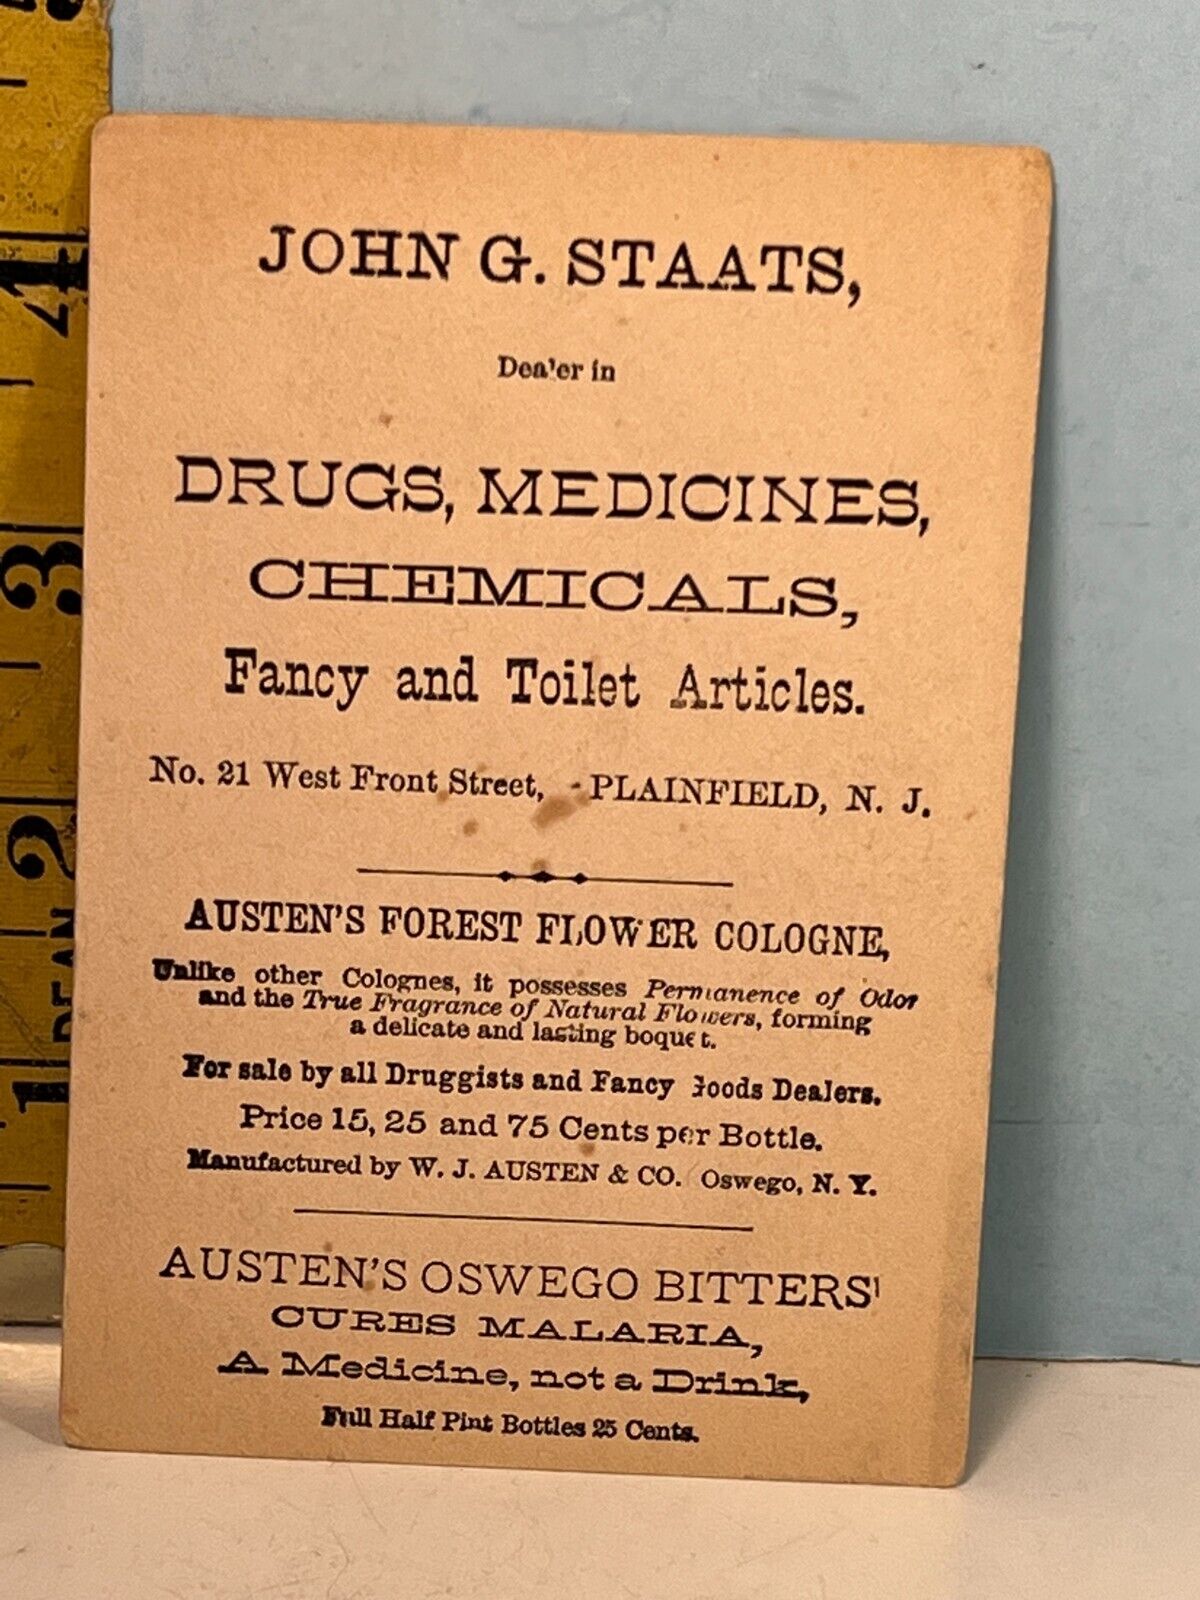 JOHN G. STAATS,
Dea'er in
DRUGS, MEDICINES,
CHEMICALS,
Fancy and Toilet Articles.
No. 21 West Front Street, - PLAINFIELD, N. J.
AUSTEN'S FOREST FLOWER COLOGNE,
Unlike other Colognes, it possesses Permanence of Odor
and the True Fragrance of Natural Flowers, forming
a delicate and lasting boquet.
For sale by all Druggists and Fancy Goods Dealers.
Price 15, 25 and 75 Cents per Bottle.
Manufactured by W. J. AUSTEN & CO. Oswego, N. Y.
AUSTEN'S OSWEGO BITTERS'
CURES MALARIA,
A Medicine, not a Drink,
Full Half Pint Bottles 25 Cents.
4
3
2
DEAN
1